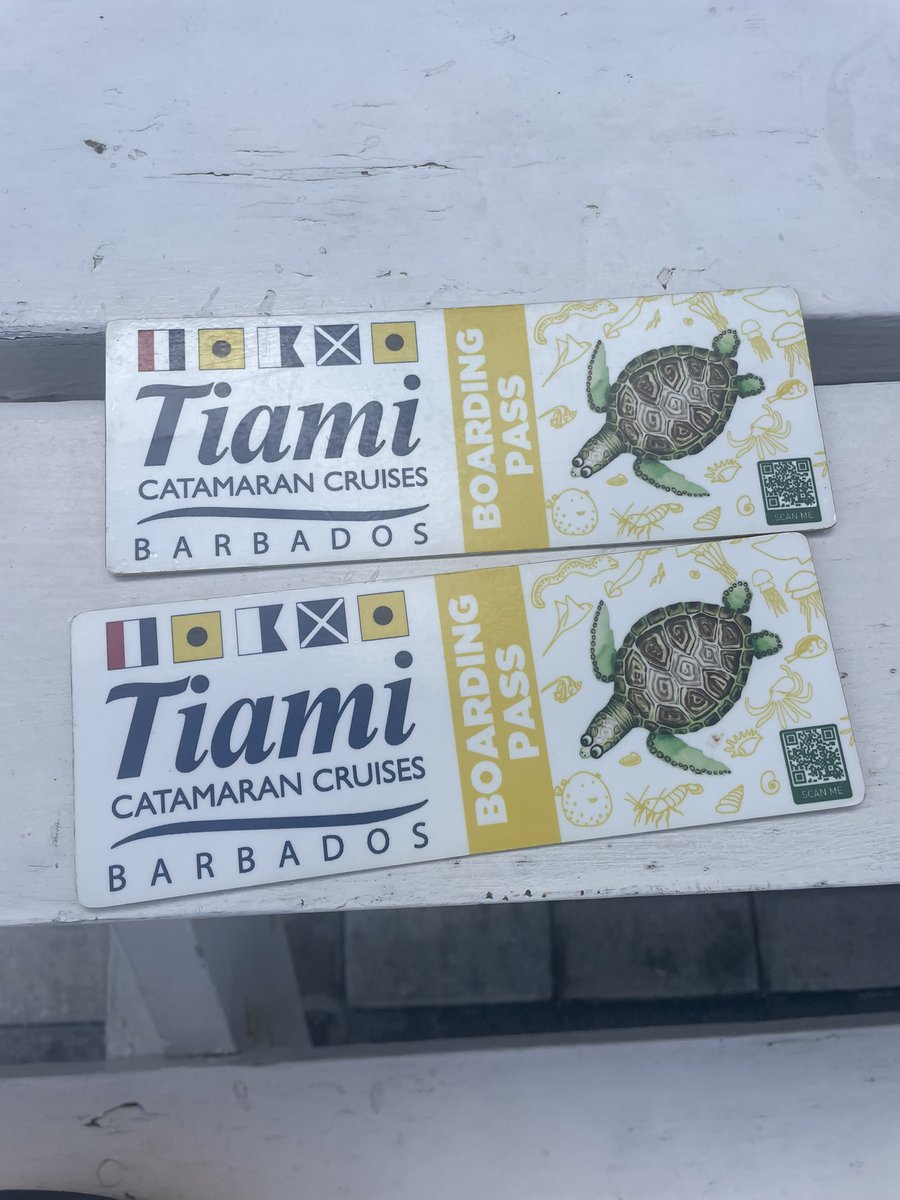 Tiami
CATAMARAN CRUISES
BARBADOS
BOARDING
PASS
SCAN ME
Tiami
CATAMARAN CRUISES
BARBADOS
BOARDING
PASS
SCAN ME